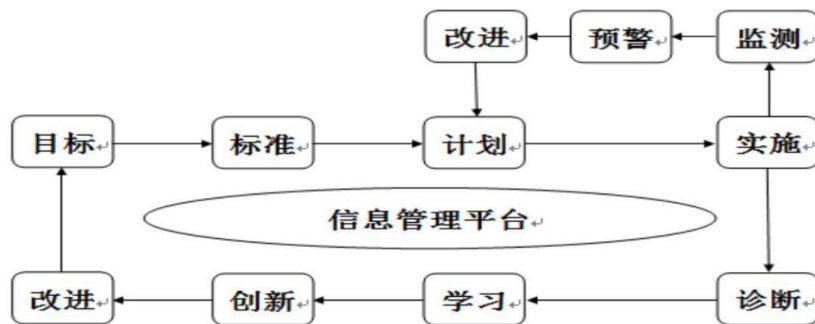 改进 预警 监测
目标 标准 计划 实施
信息管理平台
改进 创新 学习 诊断